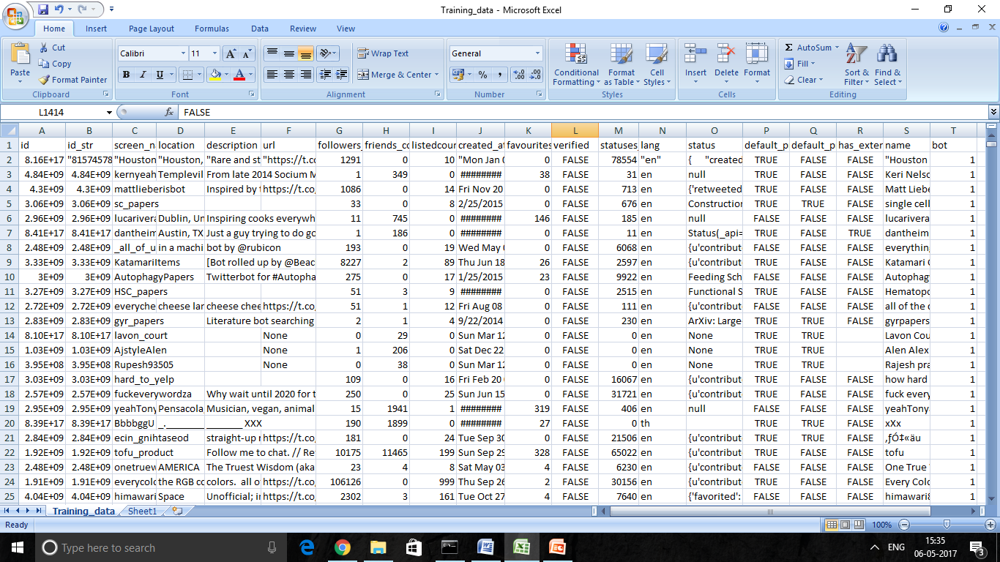 Training_data - Microsoft Excel
Home Insert Page Layout Formulas Data Review View
Paste Cut Copy Format Painter Clipboard
Calibri 11 B I U Font
Wrap Text Merge & Center Alignment
General % , Number
Conditional Formatting Format as Table Cell Styles Styles
Insert Delete Format Cells
Σ AutoSum Fill Clear Sort & Filter Find & Select Editing
L1414 fx FALSE
A B C D E F G H I J K L M N O P Q R S T
1 id id_str screen_n location description url followers_ friends_co listedcoun created_at favourites verified statuses_ lang status default_p default_p has_exter name bot
2 8.16E+17 "81574578 "Houston "Houston, "Rare and st "https://t.co 1291 0 10 "Mon Jan 0 0 FALSE 78554 "en" { "created TRUE FALSE FALSE "Houston 1
3 4.84E+09 4.84E+09 kernyeah Templevil From late 2014 Socium M 1 349 0 ######## 38 FALSE 31 en null TRUE FALSE FALSE Keri Nelso 1
4 4.3E+09 4.3E+09 mattlieberisbot Inspired by https://t.co, 1086 0 14 Fri Nov 20 0 FALSE 713 en {'retweeted TRUE FALSE FALSE Matt Liebe 1
5 3.06E+09 3.06E+09 sc_papers 33 0 8 2/25/2015 0 FALSE 676 en Construction TRUE TRUE FALSE single cell 1
6 2.96E+09 2.96E+09 lucarivera Dublin, Un Inspiring cooks everywh 11 745 0 ######## 146 FALSE 185 en null FALSE FALSE FALSE lucarivera 1
7 8.41E+17 8.41E+17 dantheim Austin, TX Just a guy trying to do go 1 186 0 ######## 0 FALSE 11 en Status(_api= TRUE FALSE TRUE dantheim 1
8 2.48E+09 2.48E+09 _all_of_u in a machi bot by @rubicon 193 0 19 Wed May 0 FALSE 6068 en {u'contribut TRUE FALSE FALSE everythin, 1
9 3.33E+09 3.33E+09 KatamariItems [Bot rolled up by @Beac 8227 2 89 Thu Jun 18 26 FALSE 2597 en {u'contribut TRUE FALSE FALSE Katamari 1
10 3E+09 3E+09 AutophagyPapers Twitterbot for #Autopha 275 0 17 1/25/2015 23 FALSE 9922 en Feeding Sch FALSE FALSE FALSE Autophag 1
11 3.27E+09 3.27E+09 HSC_papers 51 3 9 ######## 0 FALSE 2515 en Functional S TRUE TRUE FALSE Hematopo 1
12 2.72E+09 2.72E+09 everyche cheese lar cheese chee https://t.co, 51 1 12 Fri Aug 08 0 FALSE 111 en {u'contribut FALSE FALSE FALSE all of the 1
13 2.83E+09 2.83E+09 gyr_papers Literature bot searching 2 1 4 9/22/2014 0 FALSE 230 en ArXiv: Large TRUE TRUE FALSE gyrpapers 1
14 8.10E+17 8.10E+17 lavon_court None 0 29 0 Sun Mar 12 0 FALSE 0 en None TRUE TRUE Lavon Cou 1
15 1.03E+09 1.03E+09 AjstyleAlen None 1 206 0 Sat Dec 22 0 FALSE 0 en None TRUE TRUE Alen Alex 1
16 3.95E+08 3.95E+08 Rupesh93505 None 0 38 0 Sun Mar 12 0 FALSE 0 en None TRUE TRUE Rajesh pra 1
17 3.03E+09 3.03E+09 hard_to_yelp 109 0 16 Fri Feb 20 0 FALSE 16067 en {u'contribut TRUE FALSE FALSE how hard 1
18 2.57E+09 2.57E+09 fuckeverywordza Why wait until 2020 for t 250 0 25 Sun Jun 15 0 FALSE 31721 en {u'contribut TRUE FALSE FALSE fuck every 1
19 2.95E+09 2.95E+09 yeahTony Pensacola, Musician, vegan, animal 15 1941 1 ######## 319 FALSE 406 en null FALSE FALSE FALSE yeahTony 1
20 8.39E+17 8.39E+17 BbbbggU _.________ _______ XXX 190 1899 0 ######## 27 FALSE 0 th TRUE TRUE FALSE xXx 1
21 2.84E+09 2.84E+09 ecin_gnihtaseod straight-up https://t.co, 181 0 24 Tue Sep 30 0 FALSE 21506 en {u'contribut TRUE TRUE FALSE ‚ƒÓ‡«äu 1
22 1.92E+09 1.92E+09 tofu_product Follow me to chat. // Re 10175 11465 199 Sun Sep 29 328 FALSE 65022 en {u'contribut TRUE FALSE FALSE tofu 1
23 2.48E+09 2.48E+09 onetruew AMERICA The Truest Wisdom (aka 23 4 8 Sat May 03 4 FALSE 6230 en {u'contribut FALSE FALSE FALSE One True 1
24 1.91E+09 1.91E+09 everycolo the RGB co colors. all o https://t.co, 106126 0 999 Thu Sep 26 2 FALSE 30156 en {u'contribut TRUE FALSE FALSE Every Colo 1
25 4.04E+09 4.04E+09 himawari Space Unofficial; i https://t.co, 2302 3 161 Tue Oct 27 4 FALSE 7640 en {'favorited': TRUE FALSE FALSE himawari8 1
Training_data Sheet1
Ready 100%
Type here to search ENG 15:35
06-05-2017 3